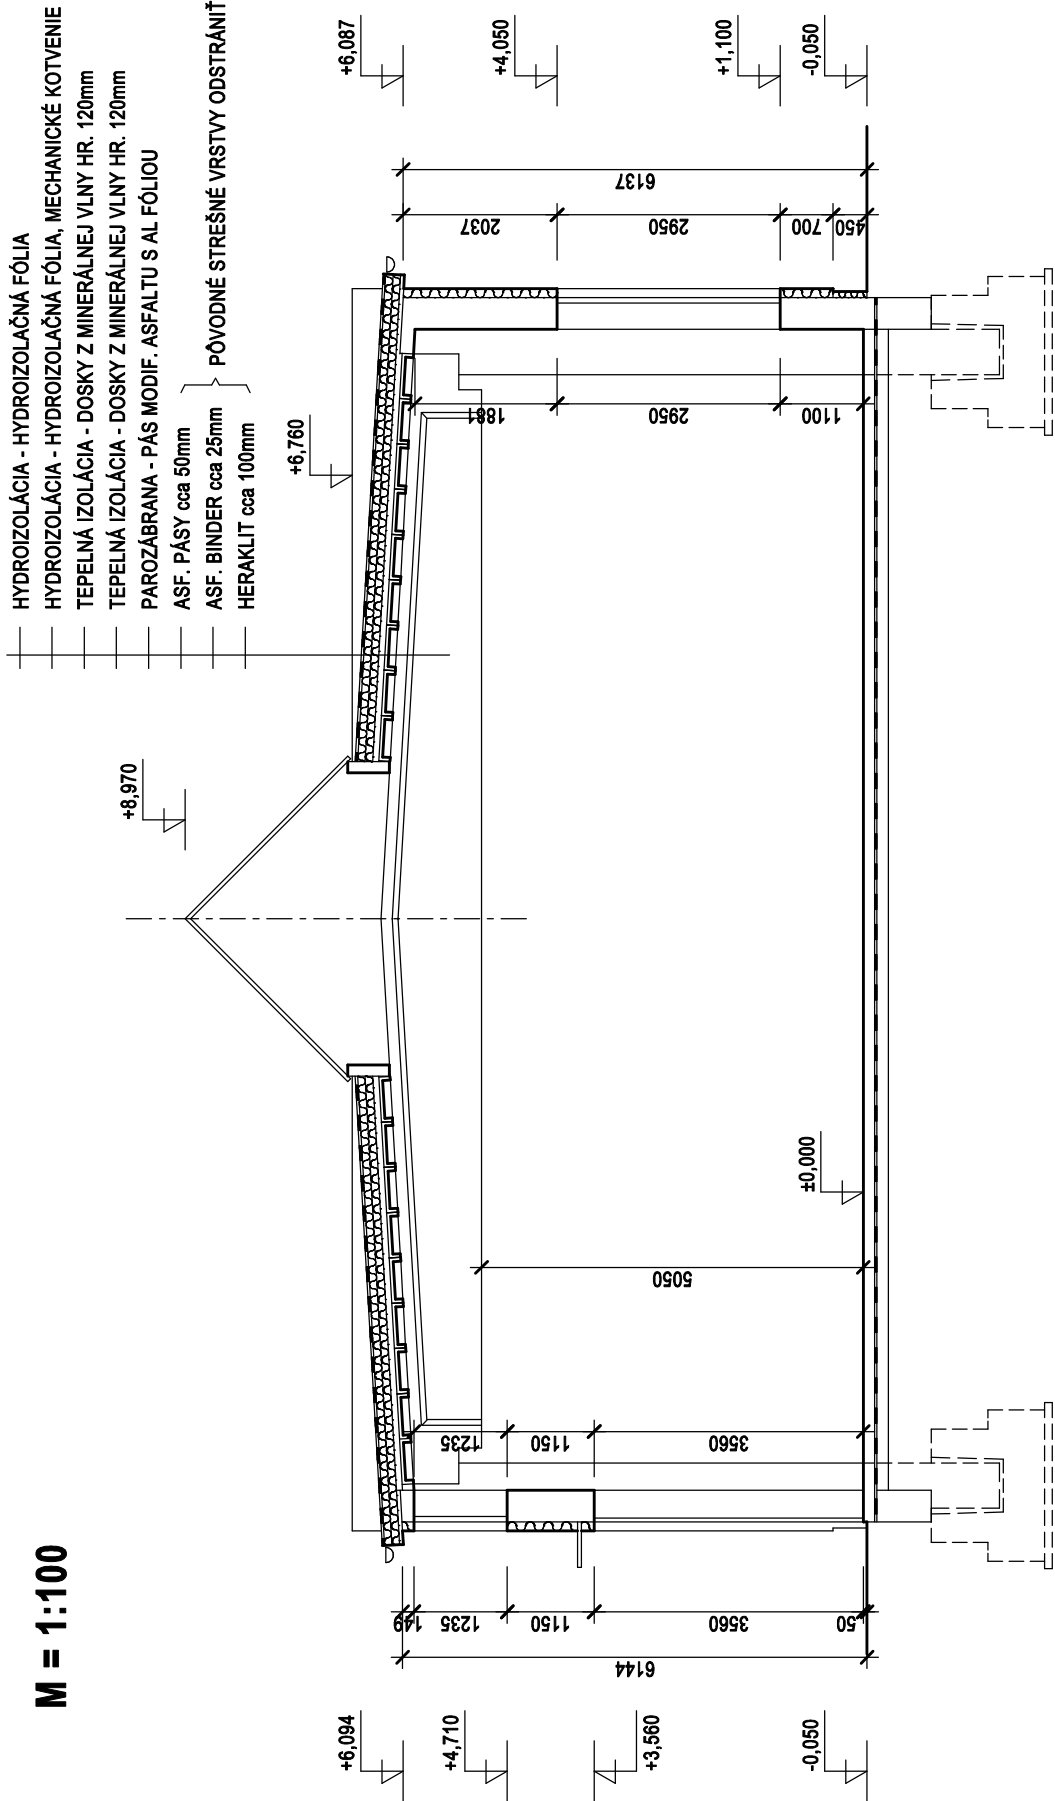 HYDROIZOLÁCIA - HYDROIZOLAČNÁ FÓLIA
HYDROIZOLÁCIA - HYDROIZOLAČNÁ FÓLIA, MECHANICKÉ KOTVENIE
TEPELNÁ IZOLÁCIA - DOSKY Z MINERÁLNEJ VLNY HR. 120mm
TEPELNÁ IZOLÁCIA - DOSKY Z MINERÁLNEJ VLNY HR. 120mm
PAROZÁBRANA - PÁS MODIF. ASFALTU S AL FÓLIOU
ASF. PÁSY cca 50mm
ASF. BINDER cca 25mm
HERAKLIT cca 100mm
PÔVODNÉ STREŠNÉ VRSTVY ODSTRÁNIŤ
M = 1:100
+8,970
+6,760
+6,087
+4,050
+1,100
-0,050
6137
2037
2950
700
450
1881
2950
1100
±0,000
5050
1235
1150
3560
149
1235
1150
3560
50
6144
+6,094
+4,710
+3,560
-0,050